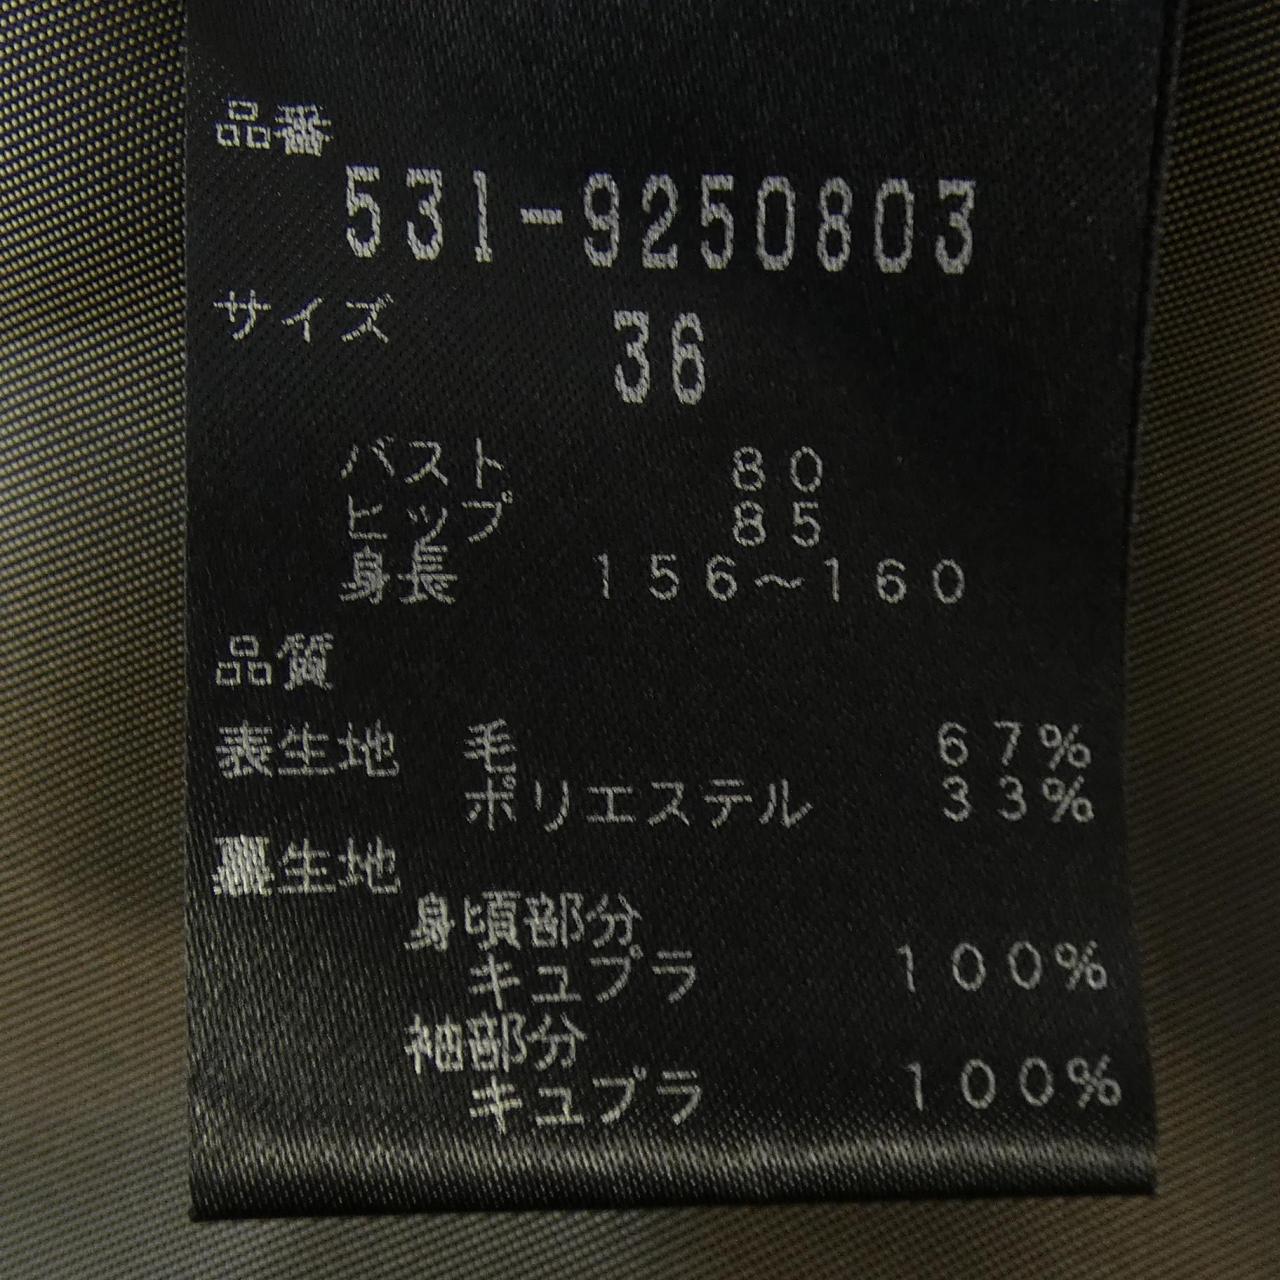 品番
531-9250803
サイズ 36
バスト 80
ヒップ 85
身長 156～160
品質
表生地 毛 67%
ポリエステル 33%
裏生地
身頃部分
キュプラ 100%
袖部分
キュプラ 100%